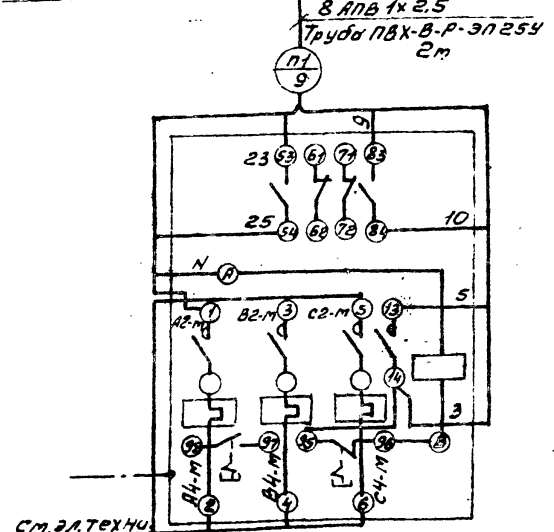 8 АПВ 1х2.5
Труба ПВХ-В-Р-ЭП 25У
2м
п1
9
9
23 53 61 71 83
25 54 62 72 84 10
N А
А2-м 1 В2-м 3 С2-м 5 13 5
14
3
98 97 95 96 В
А4-м В4-м С4-м
2 4 6
См. эл. техни.